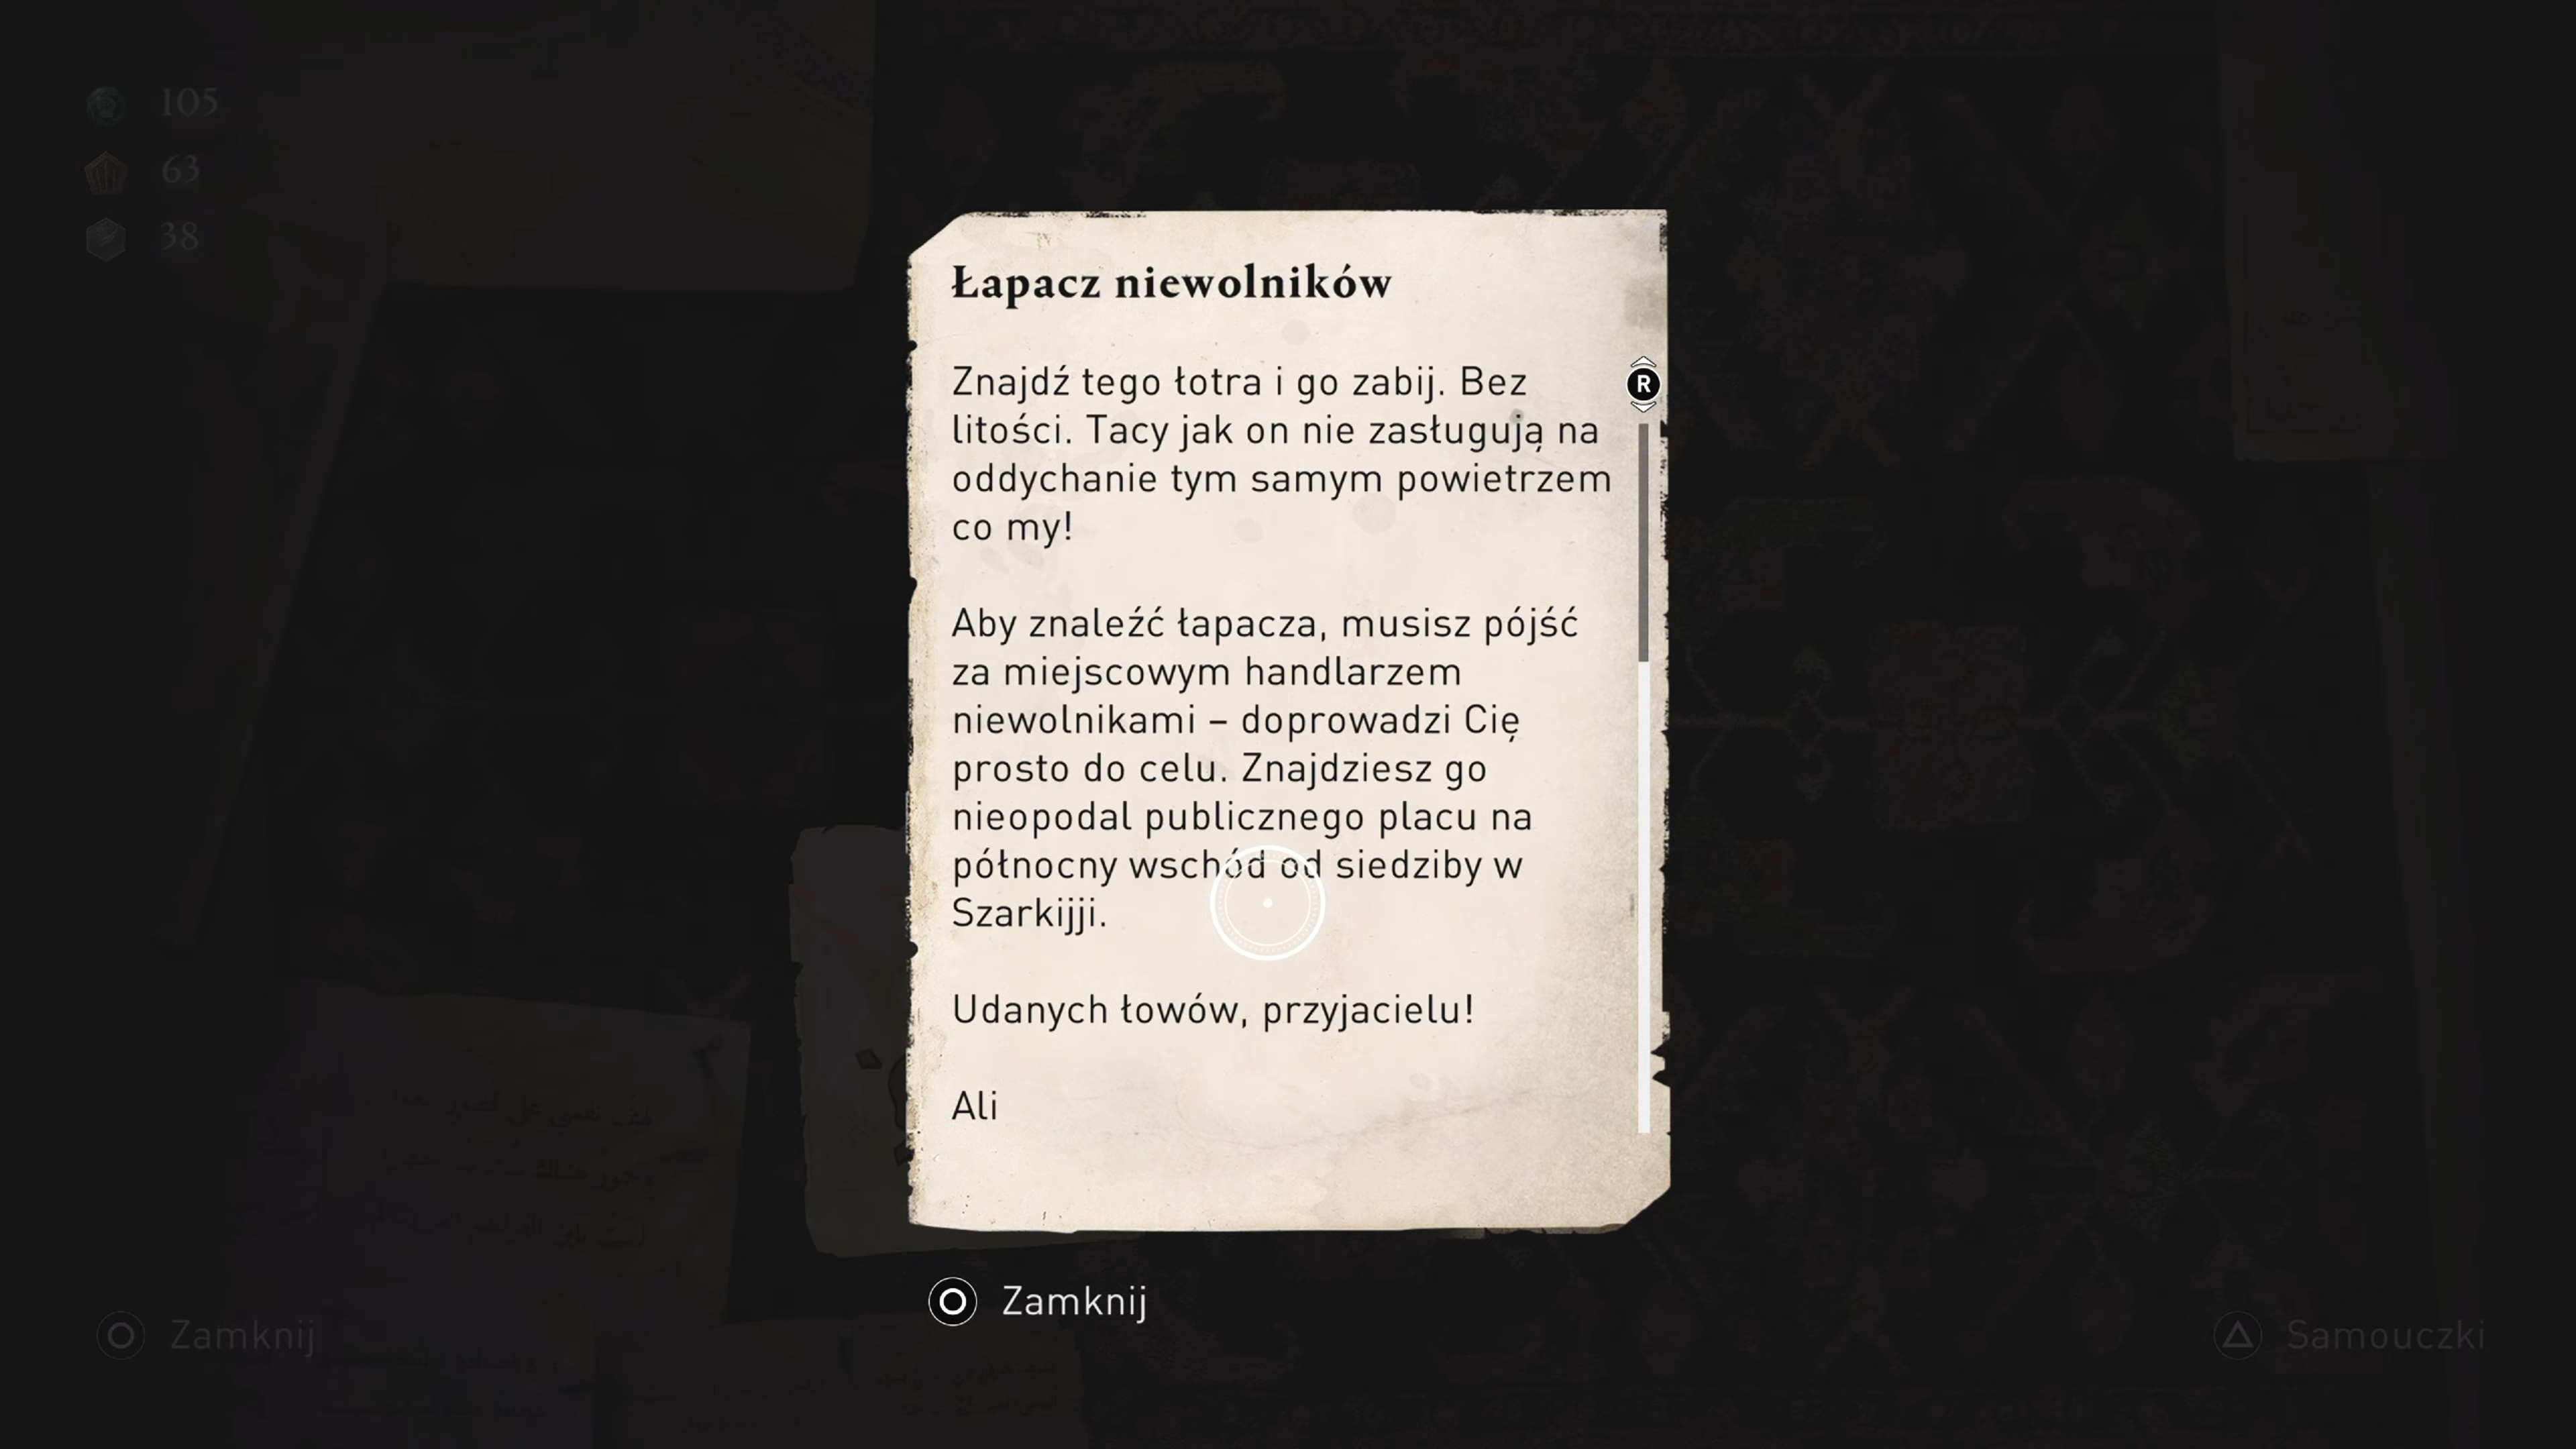 105
63
38
Łapacz niewolników
Znajdź tego łotra i go zabij. Bez
litości. Tacy jak on nie zasługują na
oddychanie tym samym powietrzem
co my!
Aby znaleźć łapacza, musisz pójść
za miejscowym handlarzem
niewolnikami – doprowadzi Cię
prosto do celu. Znajdziesz go
nieopodal publicznego placu na
północny wschód od siedziby w
Szarkijji.
Udanych łowów, przyjacielu!
Ali
R
Zamknij
Zamknij
Samouczki